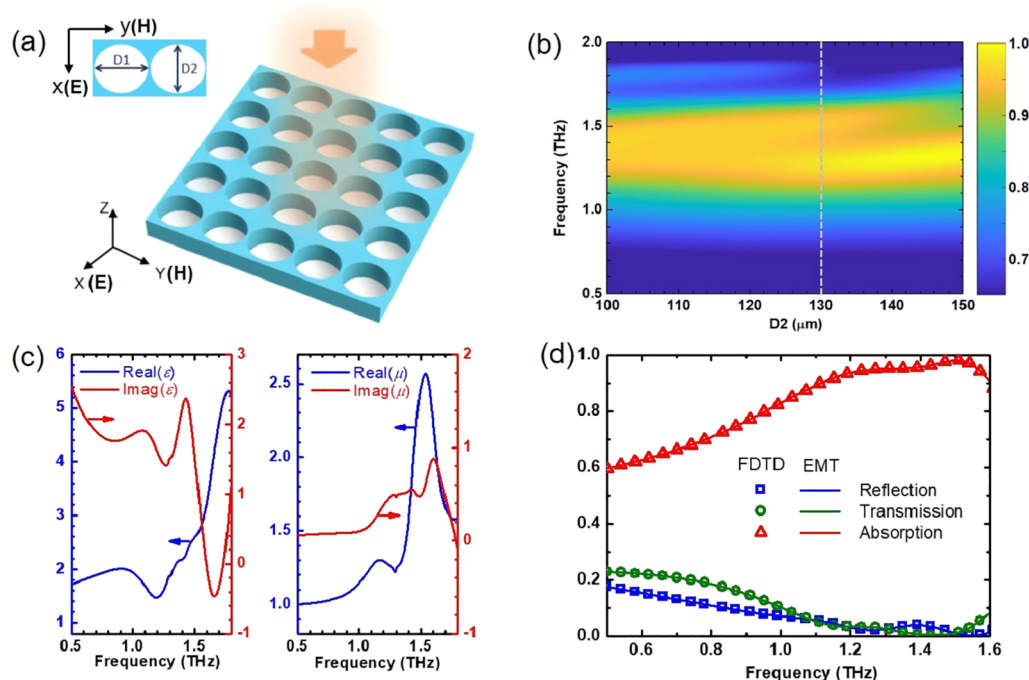 (a)
y(H)
D1
D2
x(E)
Z
X(E)
Y(H)
(b)
2.0
1.5
1.0
0.5
Frequency (THz)
100
110
120
130
140
150
D2 (μm)
1.0
0.9
0.8
0.7
(c)
6
5
4
3
2
1
Real(ε)
Imag(ε)
3
2
1
0
-1
0.5
1.0
1.5
Frequency (THz)
2.5
2.0
1.5
1.0
Real(μ)
Imag(μ)
2
1
0
-1
0.5
1.0
1.5
Frequency (THz)
(d)
1.0
0.8
0.6
0.4
0.2
0.0
FDTD EMT
Reflection
Transmission
Absorption
0.6
0.8
1.0
1.2
1.4
1.6
Frequency (THz)